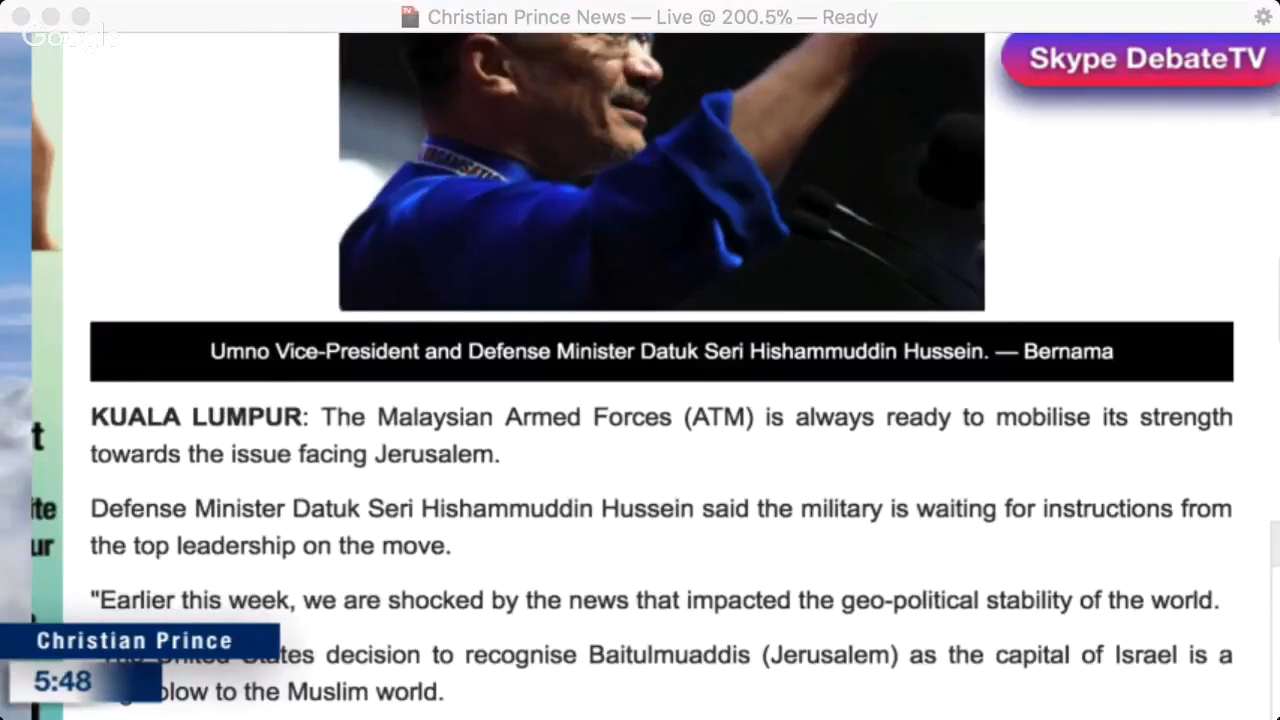 Christian Prince News — Live @ 200.5% — Ready
Google
Skype DebateTV
ORGANISATI
Umno Vice-President and Defense Minister Datuk Seri Hishammuddin Hussein. — Bernama
KUALA LUMPUR: The Malaysian Armed Forces (ATM) is always ready to mobilise its strength
towards the issue facing Jerusalem.
Defense Minister Datuk Seri Hishammuddin Hussein said the military is waiting for instructions from
the top leadership on the move.
"Earlier this week, we are shocked by the news that impacted the geo-political stability of the world.
United States decision to recognise Baitulmuaddis (Jerusalem) as the capital of Israel is a
blow to the Muslim world.
t
ite
ur
Christian Prince
5:48